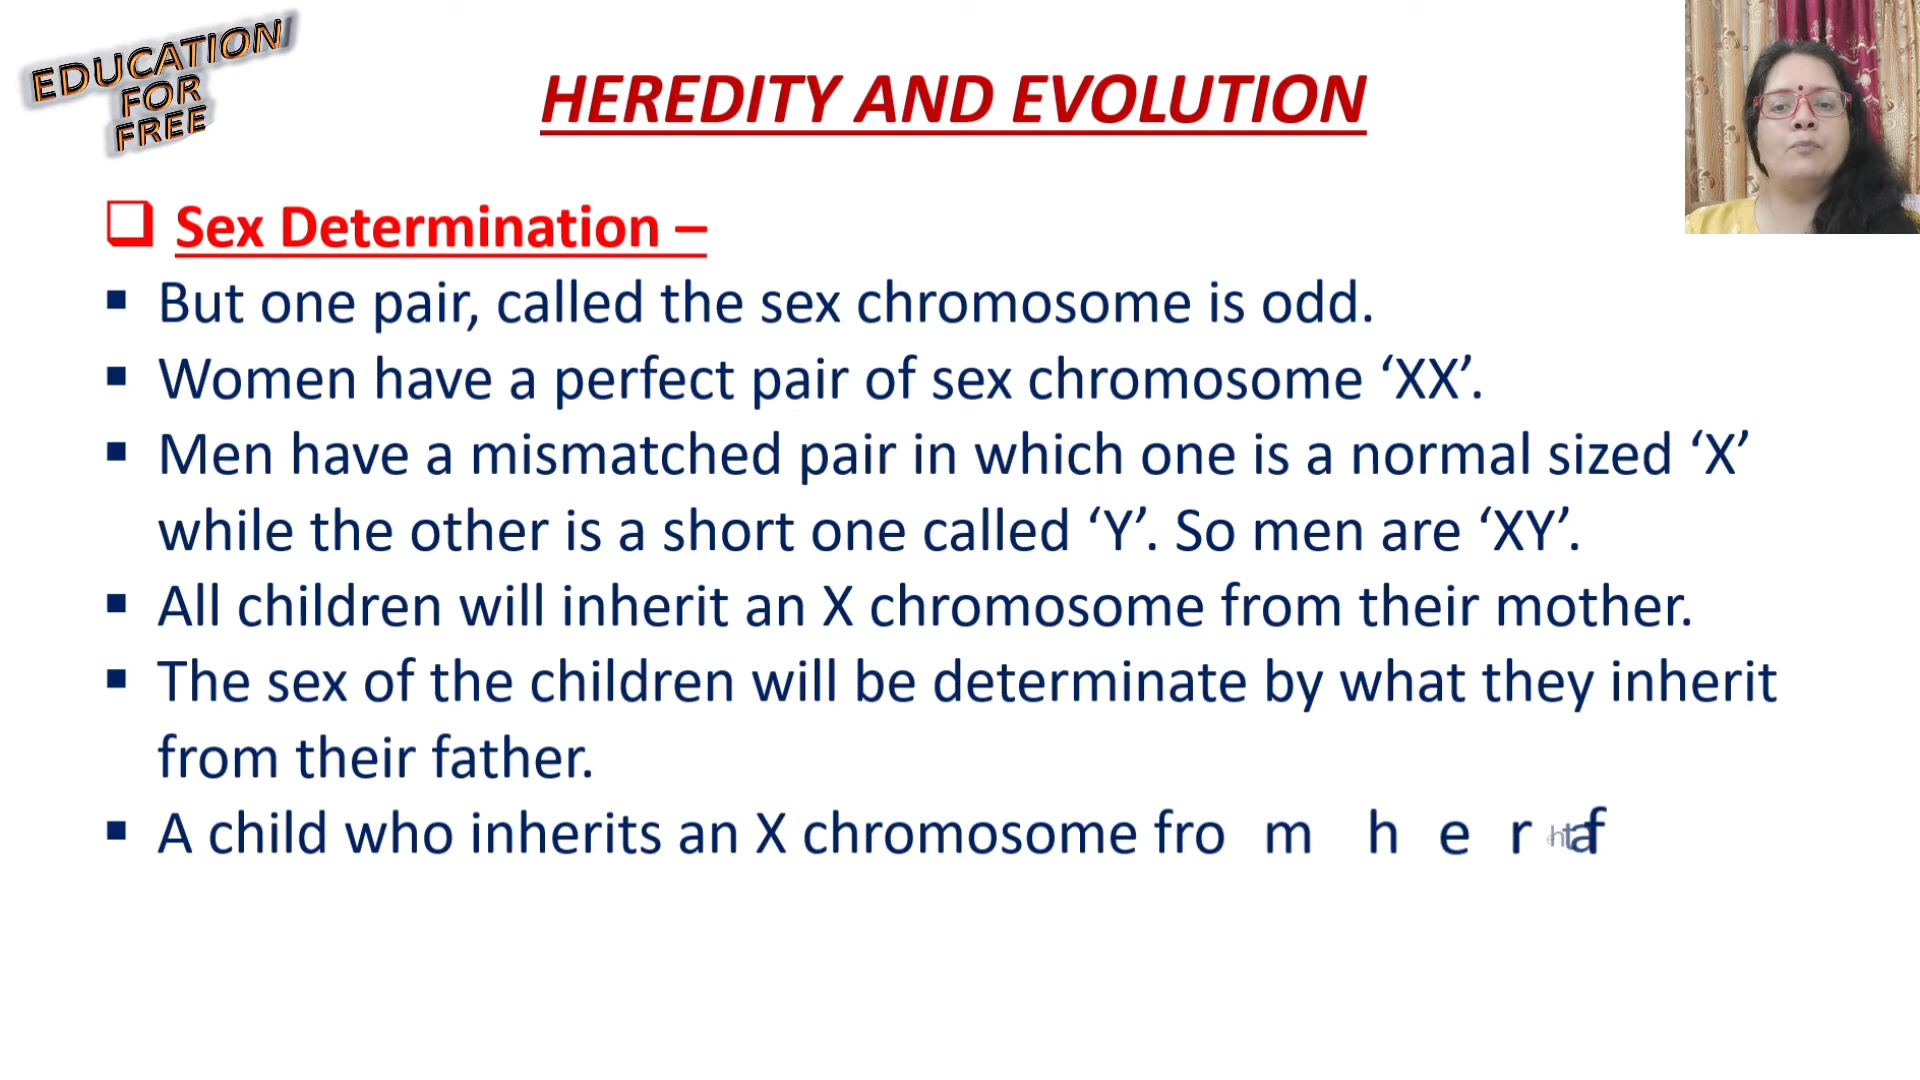 EDUCATION
FOR
FREE
HEREDITY AND EVOLUTION
Sex Determination –
But one pair, called the sex chromosome is odd.
Women have a perfect pair of sex chromosome ‘XX’.
Men have a mismatched pair in which one is a normal sized ‘X’
while the other is a short one called ‘Y’. So men are ‘XY’.
All children will inherit an X chromosome from their mother.
The sex of the children will be determinate by what they inherit
from their father.
A child who inherits an X chromosome from her